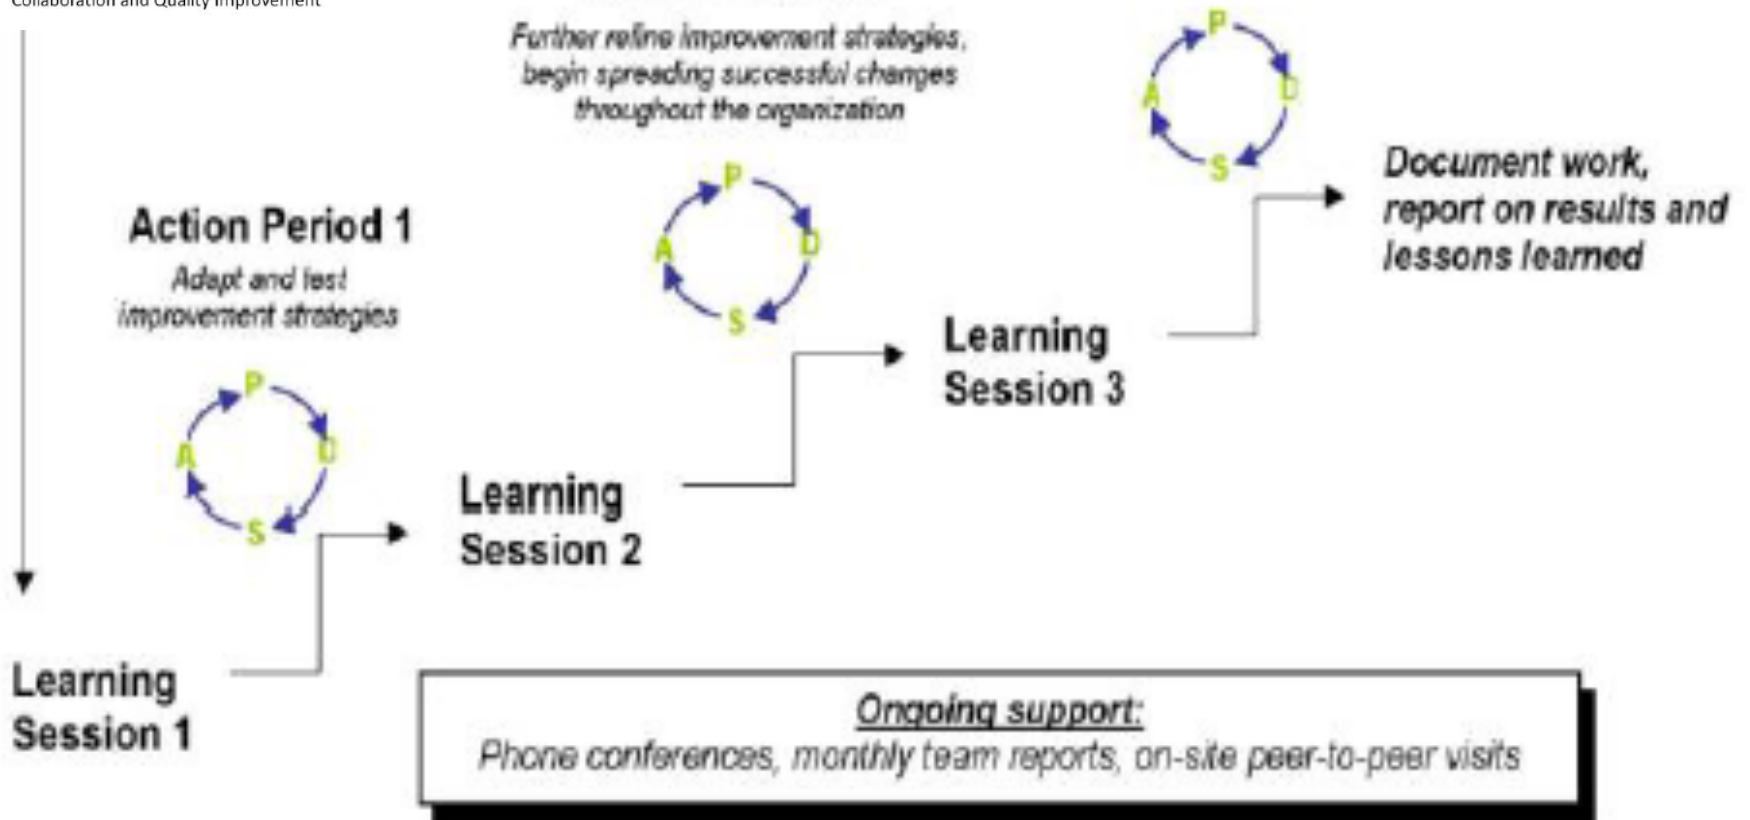 Collaboration and Quality Improvement
Further refine improvement strategies,
begin spreading successful changes
throughout the organization
P
D
S
A
Document work,
report on results and
lessons learned
Action Period 1
Adapt and test
improvement strategies
P
D
S
A
Learning
Session 3
P
D
S
A
Learning
Session 2
Learning
Session 1
Ongoing support:
Phone conferences, monthly team reports, on-site peer-to-peer visits